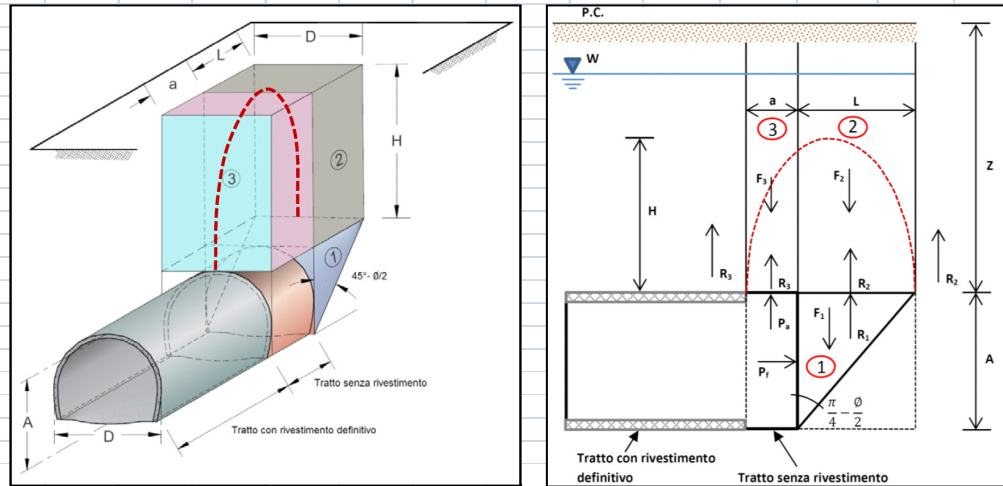 D
L
a
H
②
③
①
45°- Ø/2
Tratto senza rivestimento
Tratto con rivestimento definitivo
A
D
P.C.
W
a
L
3
2
Z
F₃
F₂
H
R₃
R₃
R₂
R₂
Pₐ
F₁
R₁
A
P_f
1
π/4 − Ø/2
Tratto con rivestimento
definitivo
Tratto senza rivestimento